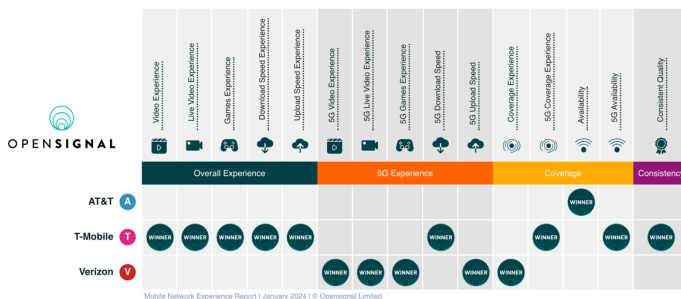 OPENSIGNAL
Video Experience
Live Video Experience
Games Experience
Download Speed Experience
Upload Speed Experience
5G Video Experience
5G Live Video Experience
5G Games Experience
5G Download Speed
5G Upload Speed
Coverage Experience
5G Coverage Experience
Availability
5G Availability
Consistent Quality
Overall Experience 5G Experience Coverage Consistency
AT&T A WINNER
T-Mobile T WINNER WINNER WINNER WINNER WINNER WINNER WINNER WINNER WINNER
Verizon V WINNER WINNER WINNER WINNER WINNER
Mobile Network Experience Report | January 2024 | © Opensignal Limited